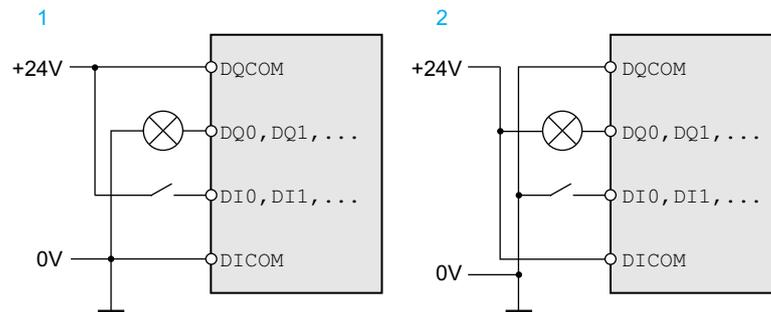 1
+24V
DQCOM
DQ0,DQ1,...
DI0,DI1,...
0V
DICOM
2
+24V
DQCOM
DQ0,DQ1,...
DI0,DI1,...
DICOM
0V